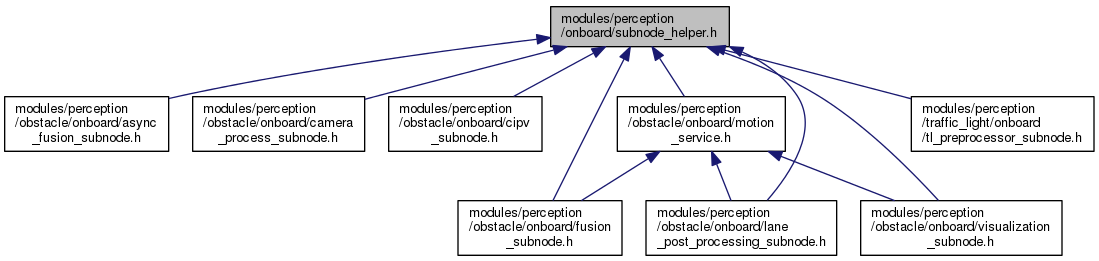 modules/perception
/onboard/subnode_helper.h
modules/perception
/obstacle/onboard/async
_fusion_subnode.h
modules/perception
/obstacle/onboard/camera
_process_subnode.h
modules/perception
/obstacle/onboard/cipv
_subnode.h
modules/perception
/obstacle/onboard/motion
_service.h
modules/perception
/traffic_light/onboard
/tl_preprocessor_subnode.h
modules/perception
/obstacle/onboard/fusion
_subnode.h
modules/perception
/obstacle/onboard/lane
_post_processing_subnode.h
modules/perception
/obstacle/onboard/visualization
_subnode.h